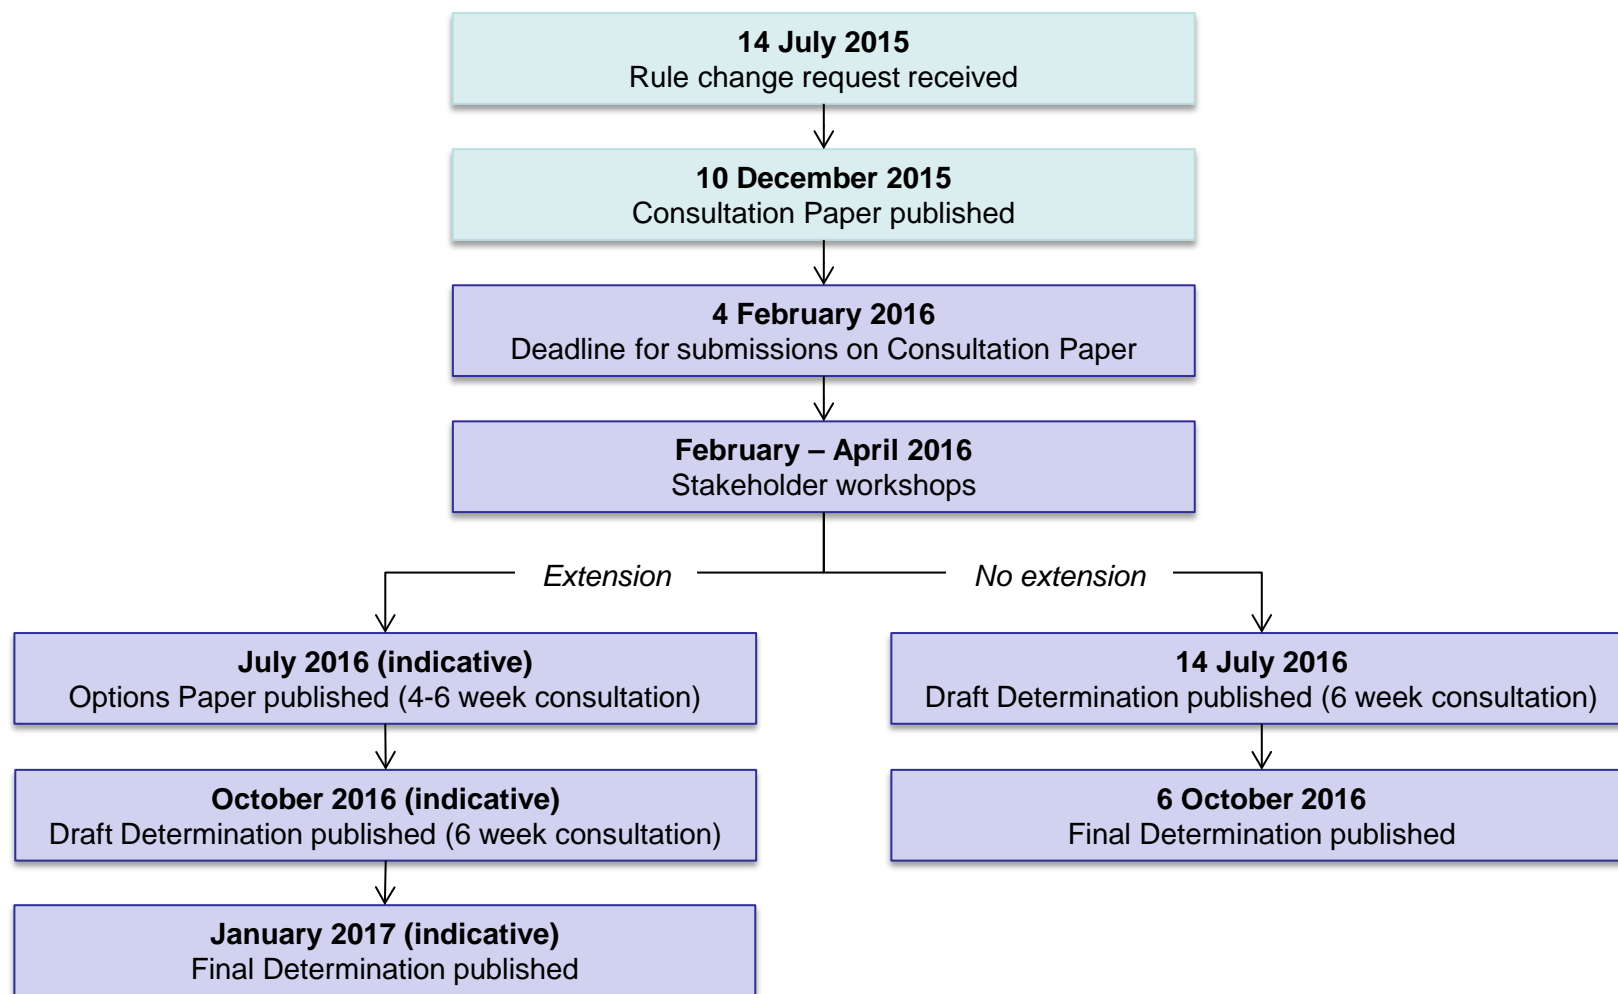 14 July 2015
Rule change request received
10 December 2015
Consultation Paper published
4 February 2016
Deadline for submissions on Consultation Paper
February – April 2016
Stakeholder workshops
Extension
No extension
July 2016 (indicative)
Options Paper published (4-6 week consultation)
14 July 2016
Draft Determination published (6 week consultation)
October 2016 (indicative)
Draft Determination published (6 week consultation)
6 October 2016
Final Determination published
January 2017 (indicative)
Final Determination published